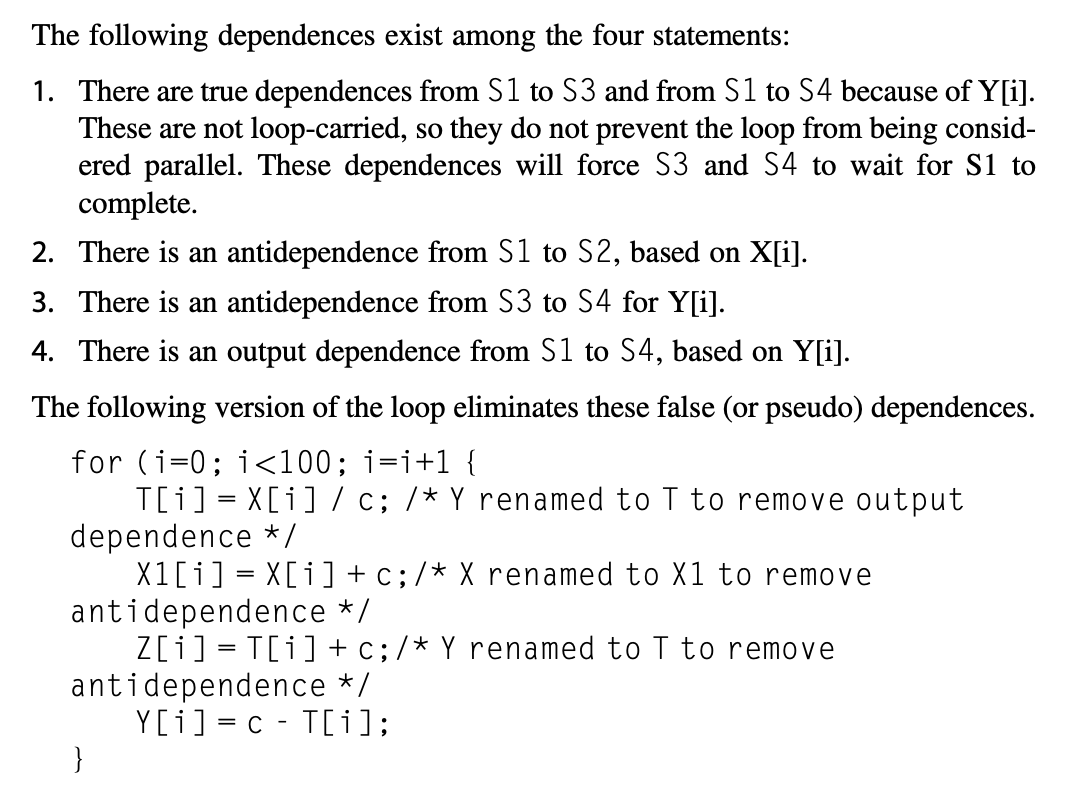 The following dependences exist among the four statements:
1. There are true dependences from S1 to S3 and from S1 to S4 because of Y[i].
These are not loop-carried, so they do not prevent the loop from being consid-
ered parallel. These dependences will force S3 and S4 to wait for S1 to
complete.
2. There is an antidependence from S1 to S2, based on X[i].
3. There is an antidependence from S3 to S4 for Y[i].
4. There is an output dependence from S1 to S4, based on Y[i].
The following version of the loop eliminates these false (or pseudo) dependences.
for (i=0; i<100; i=i+1 {
T[i] = X[i] / c; /* Y renamed to T to remove output
dependence */
X1[i] = X[i] + c;/* X renamed to X1 to remove
antidependence */
Z[i] = T[i] + c;/* Y renamed to T to remove
antidependence */
Y[i] = c - T[i];
}